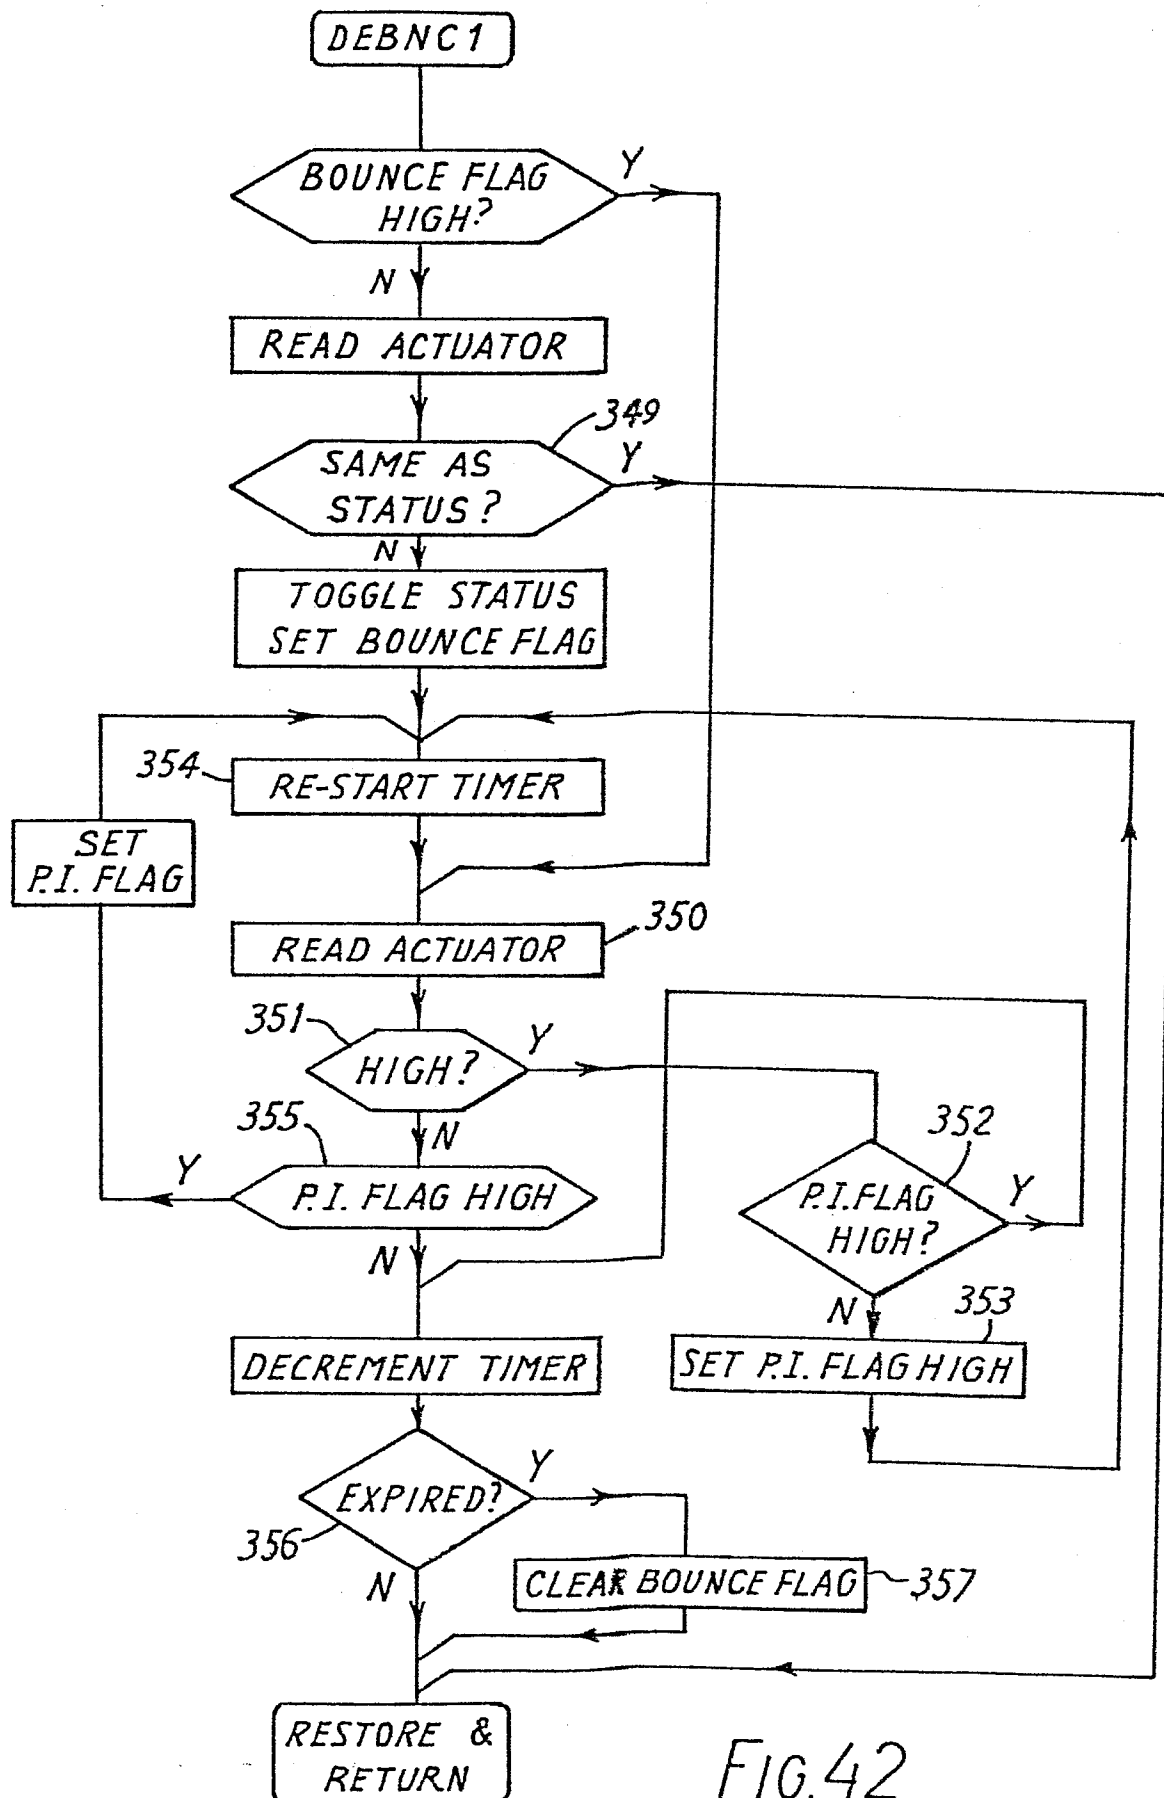 DEBNC1
BOUNCE FLAG
HIGH?
Y
N
READ ACTUATOR
349
SAME AS
STATUS?
Y
N
TOGGLE STATUS
SET BOUNCE FLAG
354
RE-START TIMER
SET
P.I. FLAG
350
READ ACTUATOR
351
HIGH?
Y
N
355
P.I. FLAG HIGH
Y
N
352
P.I. FLAG
HIGH?
Y
N
353
SET P.I. FLAG HIGH
DECREMENT TIMER
EXPIRED?
Y
356
N
CLEAR BOUNCE FLAG
357
RESTORE &
RETURN
FIG.42